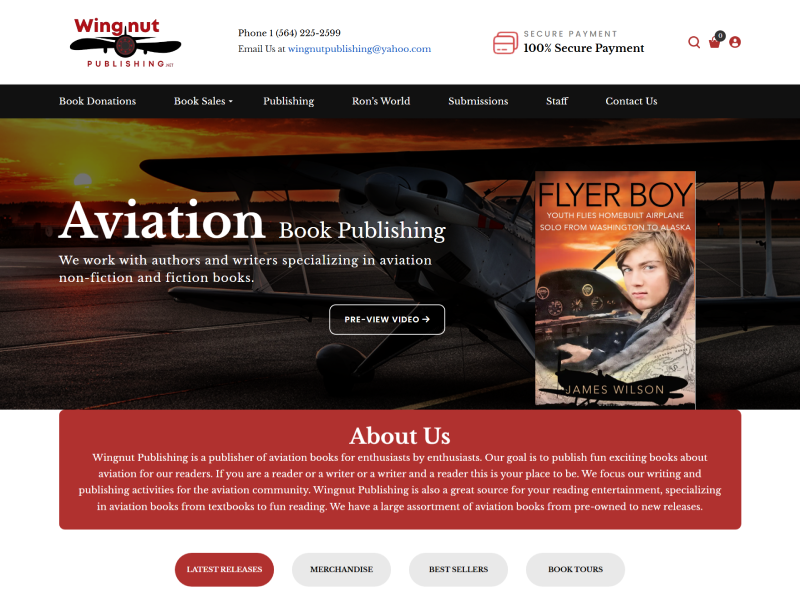 Wingnut
PUBLISHING.NET
Phone 1 (564) 225-2599
Email Us at wingnutpublishing@yahoo.com
SECURE PAYMENT
100% Secure Payment
0
Book Donations
Book Sales
Publishing
Ron's World
Submissions
Staff
Contact Us
Aviation Book Publishing
We work with authors and writers specializing in aviation
non-fiction and fiction books.
PRE-VIEW VIDEO
FLYER BOY
YOUTH FLIES HOMEBUILT AIRPLANE
SOLO FROM WASHINGTON TO ALASKA
JAMES WILSON
About Us
Wingnut Publishing is a publisher of aviation books for enthusiasts by enthusiasts. Our goal is to publish fun exciting books about
aviation for our readers. If you are a reader or a writer or a writer and a reader this is your place to be. We focus our writing and
publishing activities for the aviation community. Wingnut Publishing is also a great source for your reading entertainment, specializing
in aviation books from textbooks to fun reading. We have a large assortment of aviation books from pre-owned to new releases.
LATEST RELEASES
MERCHANDISE
BEST SELLERS
BOOK TOURS